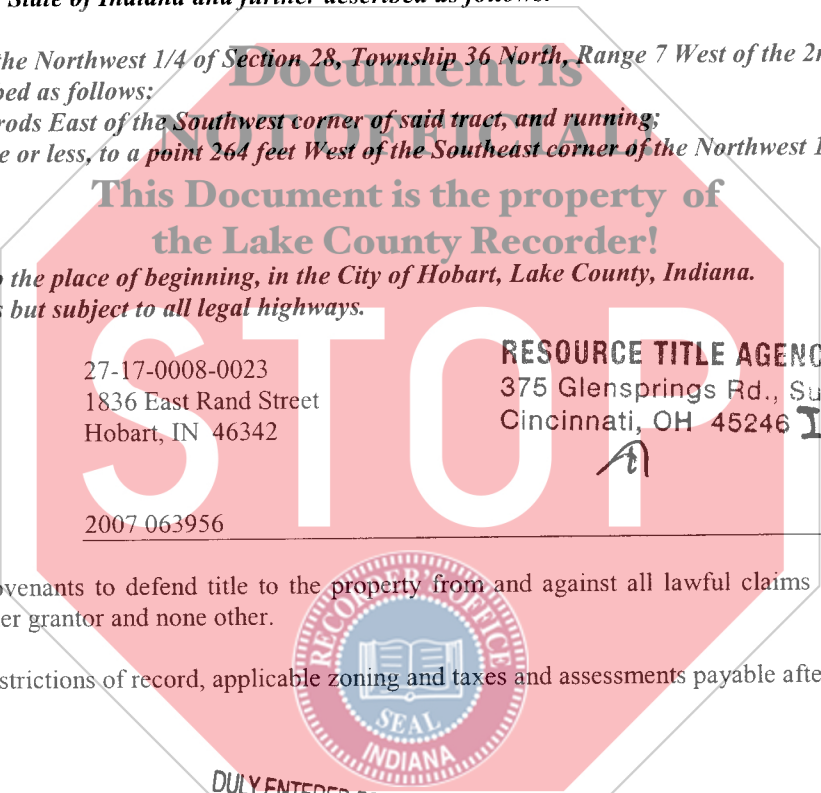 State of Indiana and further described as follows:
the Northwest 1/4 of Section 28, Township 36 North, Range 7 West of the 2n
Document is
bed as follows:
rods East of the Southwest corner of said tract, and running;
NOT OFFICIAL!
e or less, to a point 264 feet West of the Southeast corner of the Northwest 1
This Document is the property of
the Lake County Recorder!
o the place of beginning, in the City of Hobart, Lake County, Indiana.
s but subject to all legal highways.
STOP
27-17-0008-0023
1836 East Rand Street
Hobart, IN 46342
RESOURCE TITLE AGENC
375 Glensprings Rd., Su
Cincinnati, OH 45246 I
2007 063956
ovenants to defend title to the property from and against all lawful claims
er grantor and none other.
strictions of record, applicable zoning and taxes and assessments payable afte
RECORDER'S OFFICE
SEAL
INDIANA
DULY ENTERED